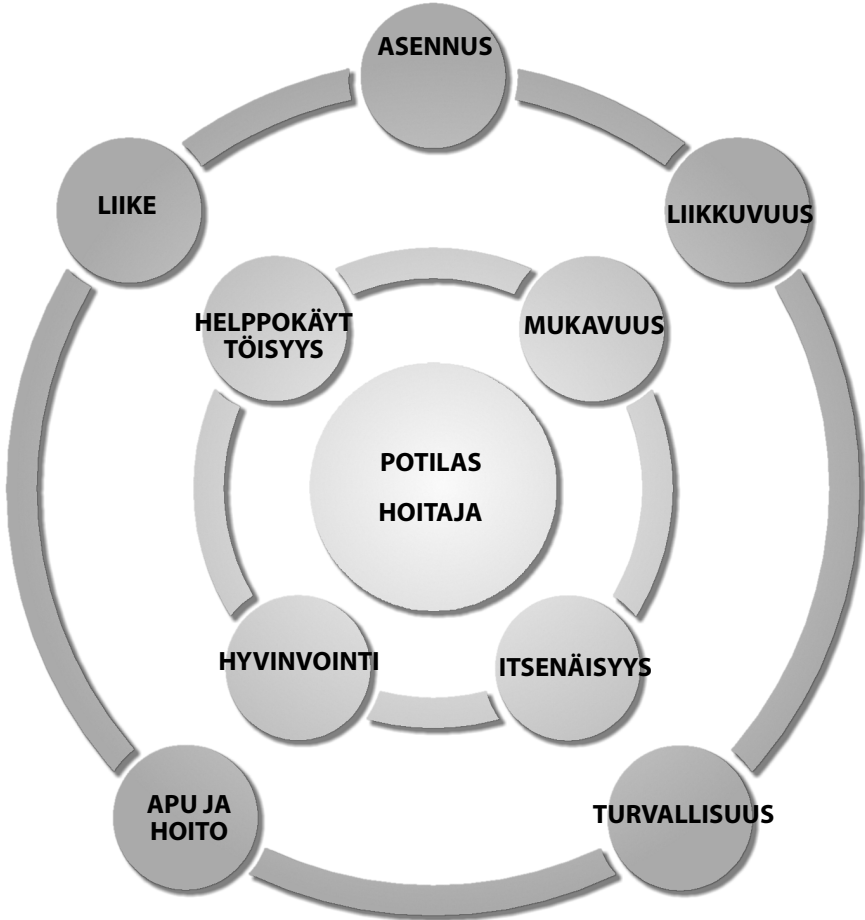 ASENNUS
LIIKE
LIIKKUVUUS
HELPPOKÄYT
TÖISYYS
MUKAVUUS
POTILAS
HOITAJA
HYVINVOINTI
ITSENÄISYYS
APU JA
HOITO
TURVALLISUUS